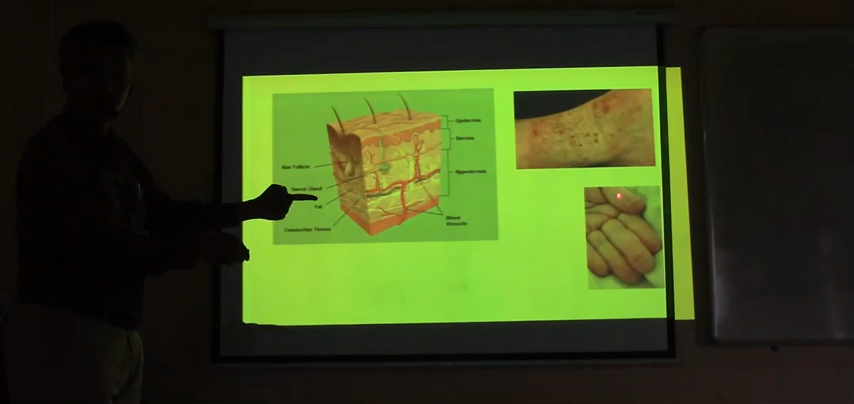 Epidermis
Dermis
Hair Follicle
Hypodermis
Sweat Gland
Fat
Blood
Vessels
Connective Tissue